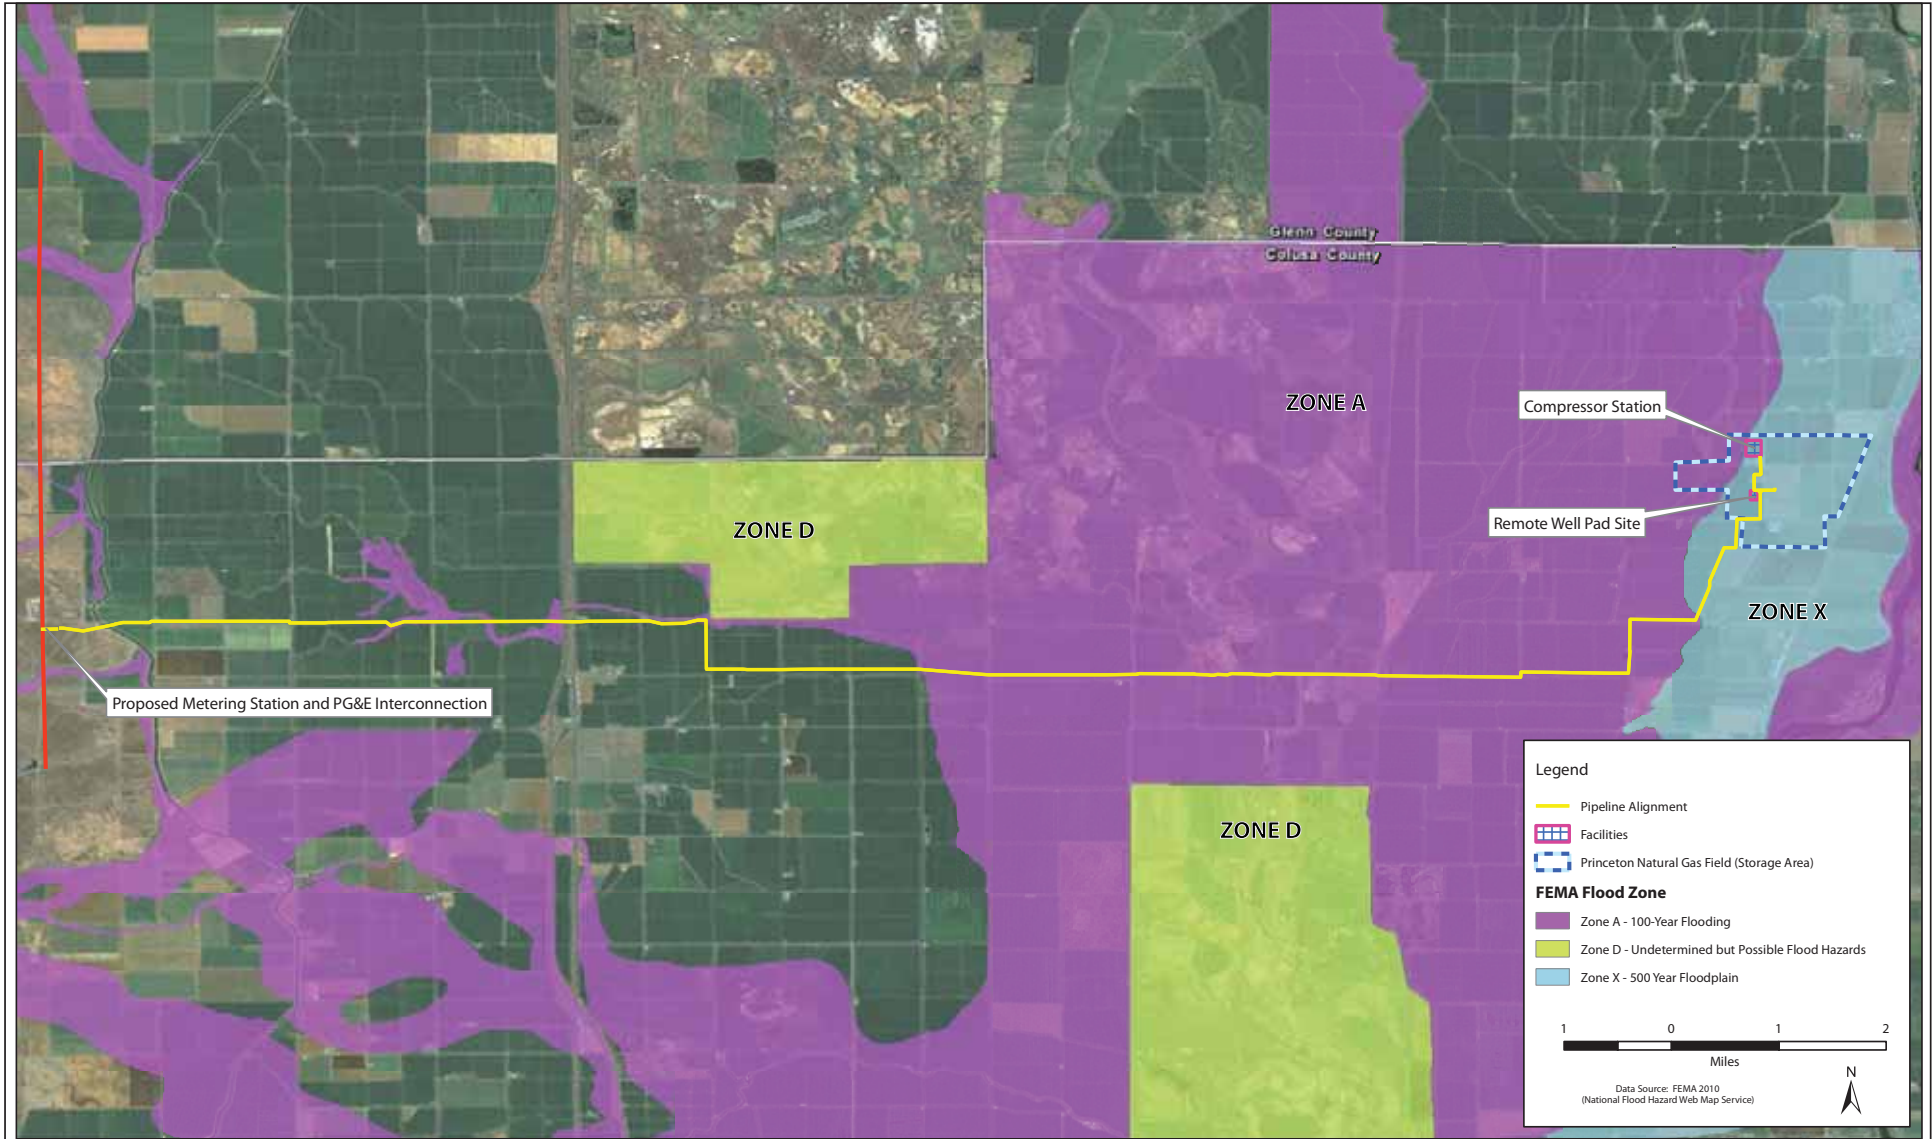 Glenn County
Colusa County
ZONE A
Compressor Station
Remote Well Pad Site
ZONE D
ZONE X
Proposed Metering Station and PG&E Interconnection
ZONE D
Legend
Pipeline Alignment
Facilities
Princeton Natural Gas Field (Storage Area)
FEMA Flood Zone
Zone A - 100-Year Flooding
Zone D - Undetermined but Possible Flood Hazards
Zone X - 500 Year Floodplain
1 0 1 2
Miles
N
Data Source: FEMA 2010
(National Flood Hazard Web Map Service)